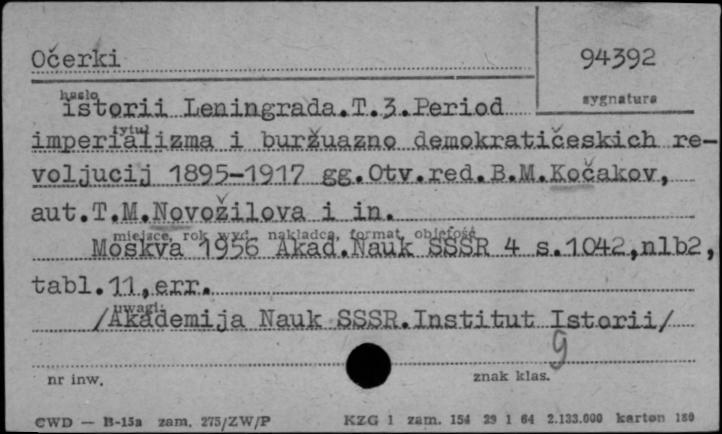 Očerki 94392
hasło sygnatura
istorii Leningrada.T.3.Period
tytuł
imperializma i buržuazno demokratičeskich re-
voljucij 1895-1917 gg.Otv.red.B.M.Kočakov,
aut.T.M.Novožilova i in.
miejsce, rok wyd., nakładca, format, objętość
Moskva 1956 Akad.Nauk SSSR 4 s.1042,nlb2,
tabl.11,err.
uwagi:
/Akademija Nauk SSSR.Institut Istorii/
9
nr inw. znak klas.
CWD — B-15a zam. 275/ZW/P KZG 1 zam. 154 29 1 64 2.133.000 karton 180